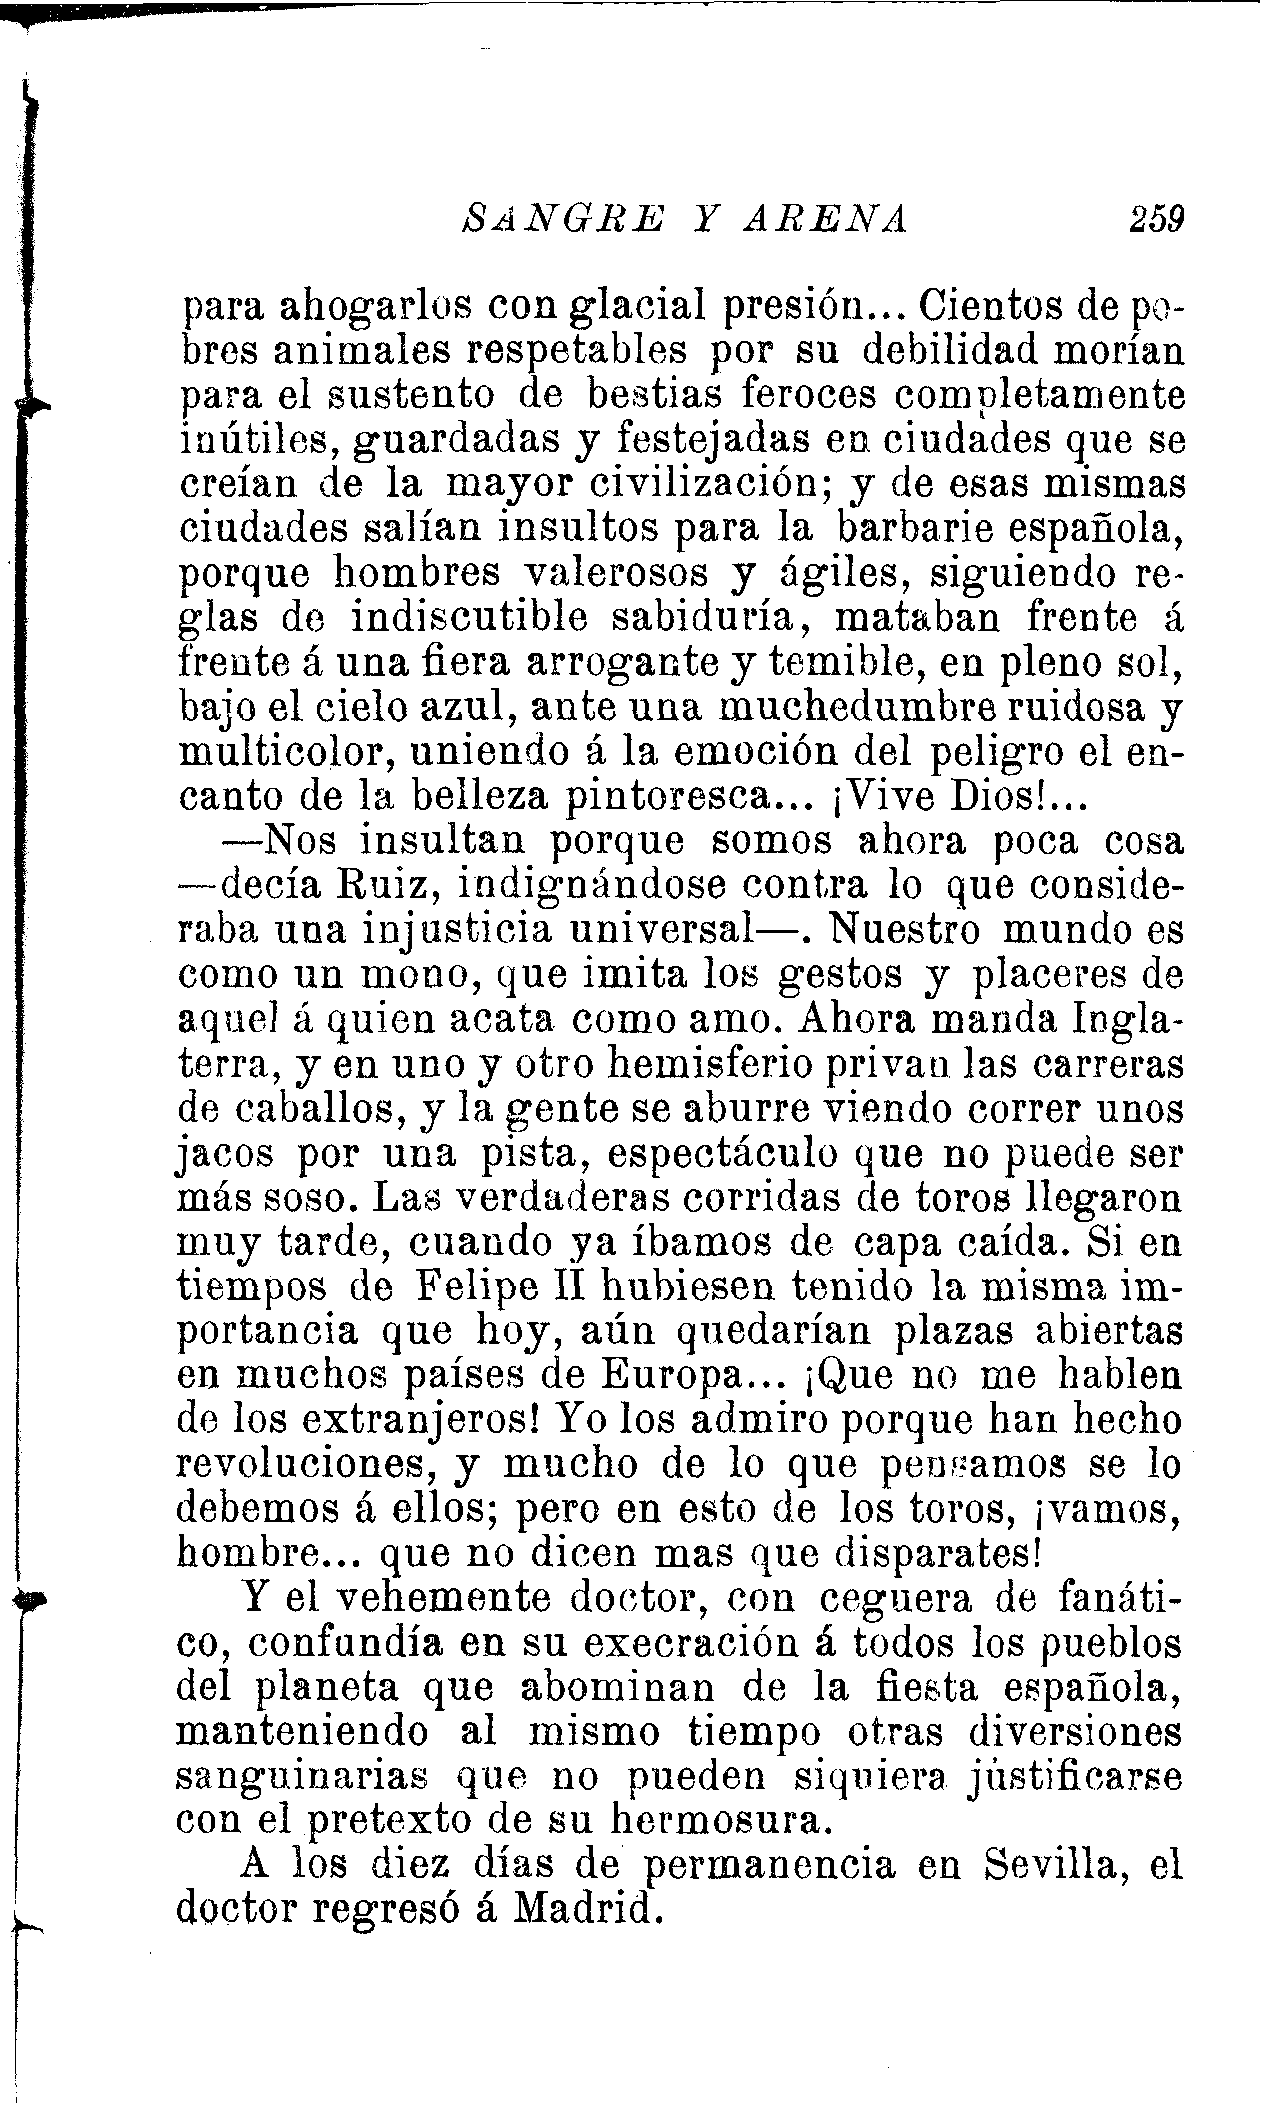 SANGRE Y ARENA 259
para ahogarlos con glacial presión... Cientos de po-
bres animales respetables por su debilidad morían
para el sustento de bestias feroces completamente
inútiles, guardadas y festejadas en ciudades que se
creían de la mayor civilización; y de esas mismas
ciudades salían insultos para la barbarie española,
porque hombres valerosos y ágiles, siguiendo re-
glas de indiscutible sabiduría, mataban frente á
frente á una fiera arrogante y temible, en pleno sol,
bajo el cielo azul, ante una muchedumbre ruidosa y
multicolor, uniendo á la emoción del peligro el en-
canto de la belleza pintoresca... ¡Vive Dios!...
—Nos insultan porque somos ahora poca cosa
—decía Ruiz, indignándose contra lo que conside-
raba una injusticia universal—. Nuestro mundo es
como un mono, que imita los gestos y placeres de
aquel á quien acata como amo. Ahora manda Ingla-
terra, y en uno y otro hemisferio privan las carreras
de caballos, y la gente se aburre viendo correr unos
jacos por una pista, espectáculo que no puede ser
más soso. Las verdaderas corridas de toros llegaron
muy tarde, cuando ya íbamos de capa caída. Si en
tiempos de Felipe II hubiesen tenido la misma im-
portancia que hoy, aún quedarían plazas abiertas
en muchos países de Europa... ¡Que no me hablen
de los extranjeros! Yo los admiro porque han hecho
revoluciones, y mucho de lo que pensamos se lo
debemos á ellos; pero en esto de los toros, ¡vamos,
hombre... que no dicen mas que disparates!
Y el vehemente doctor, con ceguera de fanáti-
co, confundía en su execración á todos los pueblos
del planeta que abominan de la fiesta española,
manteniendo al mismo tiempo otras diversiones
sanguinarias que no pueden siquiera justificarse
con el pretexto de su hermosura.
A los diez días de permanencia en Sevilla, el
doctor regresó á Madrid.